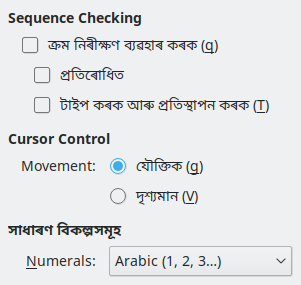 Sequence Checking
ক্ৰম নিৰীক্ষণ ব্যৱহাৰ কৰক (q)
প্ৰতিৰোধিত
টাইপ কৰক আৰু প্ৰতিস্থাপন কৰক (T)
Cursor Control
Movement: যৌক্তিক (g)
দৃশ্যমান (V)
সাধাৰণ বিকল্পসমূহ
Numerals: Arabic (1, 2, 3...)